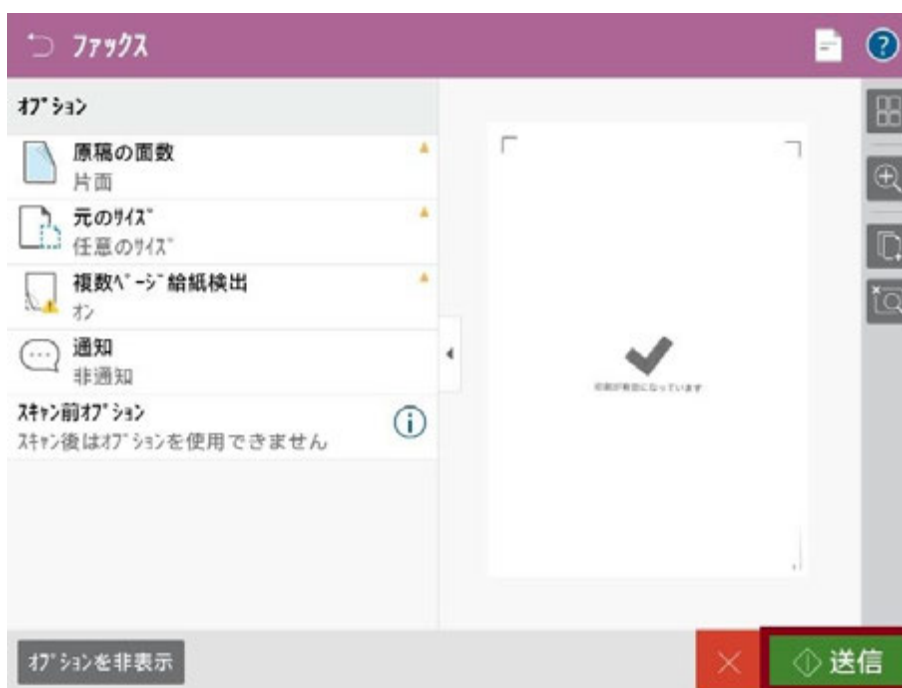 ファックス
?
オプション
原稿の面数
片面
元のサイズ
任意のサイズ
複数ページ給紙検出
オン
通知
非通知
スキャン前オプション
スキャン後はオプションを使用できません
オプションを非表示
送信